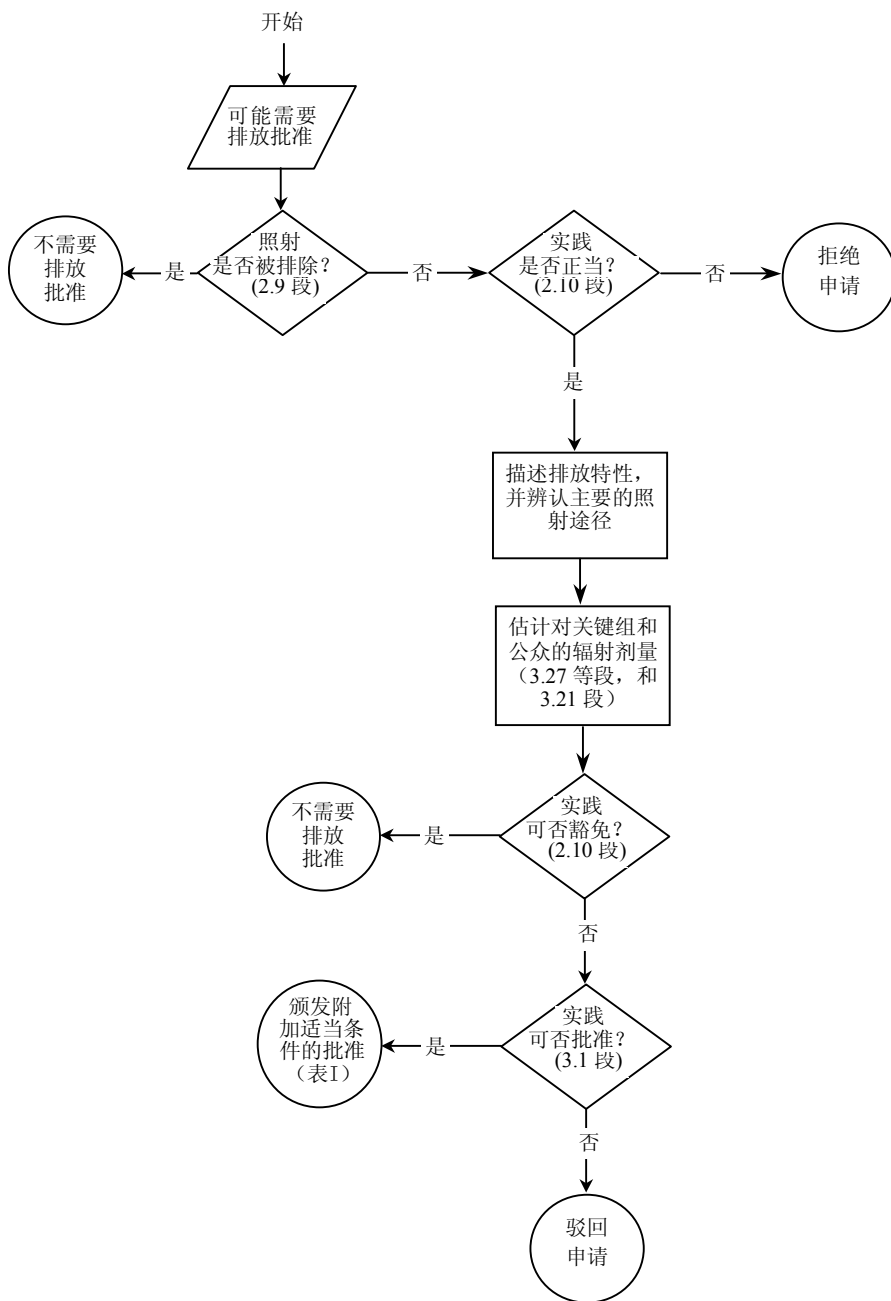 开始
可能需要
排放批准
不需要
排放
批准
是
照射
是否被排除?
(2.9 段)
否
实践
是否正当?
(2.10 段)
否
拒绝
申请
是
描述排放特性，
并辨认主要的照
射途径
估计对关键组和
公众的辐射剂量
（3.27 等段，和
3.21 段）
不需要
排放
批准
是
实践
可否豁免?
(2.10 段)
否
颁发附
加适当条
件的批准
（表I）
是
实践
可否批准?
(3.1 段)
否
驳回
申请